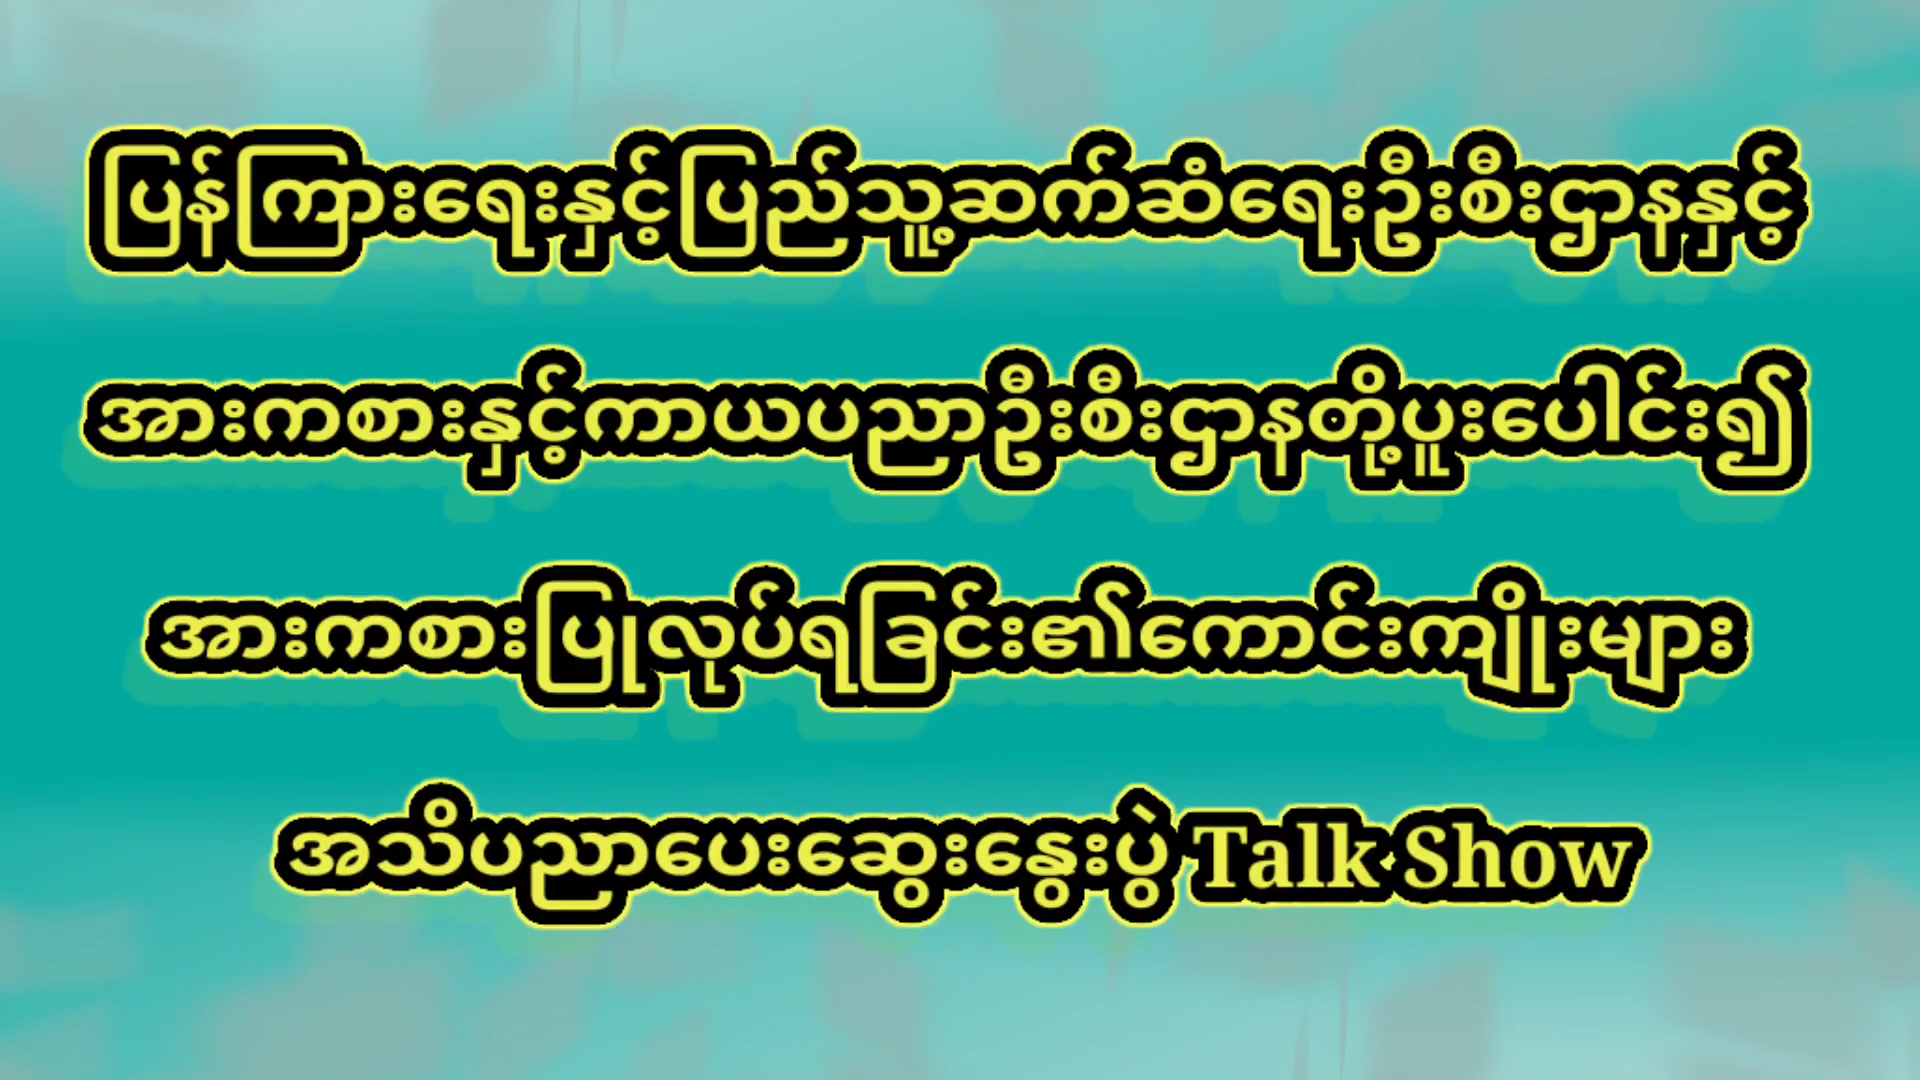 ပြန်ကြားရေးနှင့်ပြည်သူ့ဆက်ဆံရေးဦးစီးဌာနနှင့်
အားကစားနှင့်ကာယပညာဦးစီးဌာနတို့ပူးပေါင်း၍
အားကစားပြုလုပ်ရခြင်း၏ကောင်းကျိုးများ
အသိပညာပေးဆွေးနွေးပွဲ Talk Show